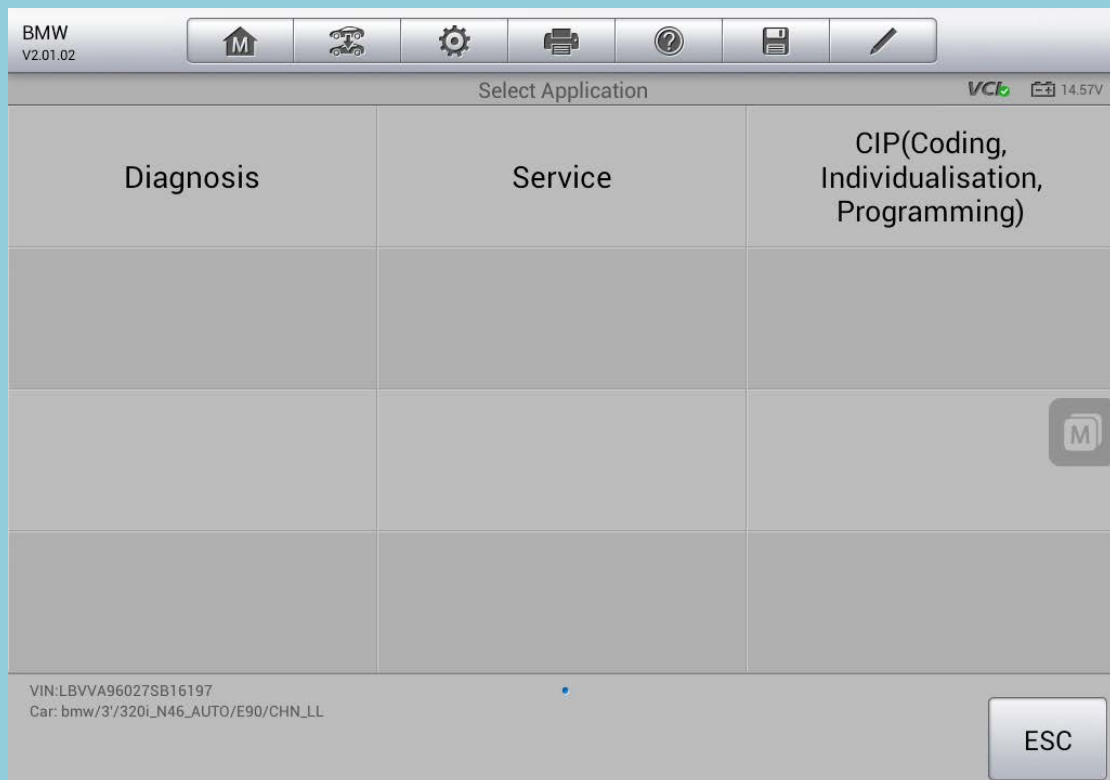 BMW
V2.01.02
M
Select Application
VCI
14.57V
Diagnosis
Service
CIP(Coding,
Individualisation,
Programming)
M
VIN:LBVVA96027SB16197
Car: bmw/3'/320i_N46_AUTO/E90/CHN_LL
ESC